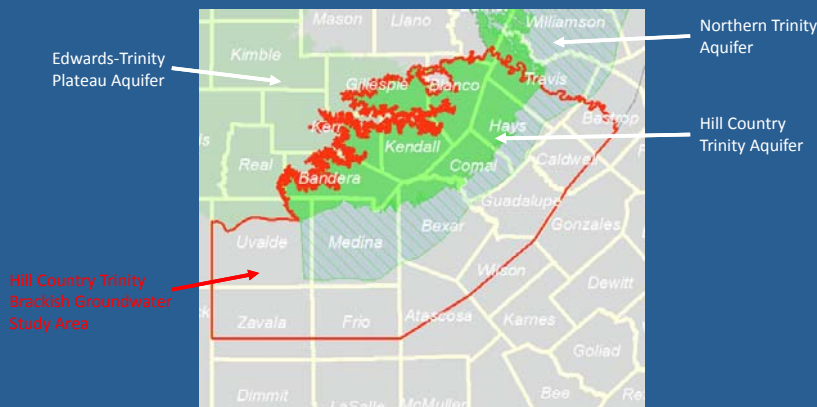 Mason
Llano
Williamson
Northern Trinity
Aquifer
Edwards-Trinity
Plateau Aquifer
Kimble
Gillespie
Blanco
Travis
Bastrop
Kerr
Hays
Hill Country
Trinity Aquifer
Kendall
Real
Comal
Caldwell
Bandera
Guadalupe
Uvalde
Medina
Bexar
Gonzales
Hill Country Trinity
Brackish Groundwater
Study Area
Wilson
Dewitt
Zavala
Frio
Atascosa
Karnes
Goliad
Dimmit
LaSalle
McMullen
Bee